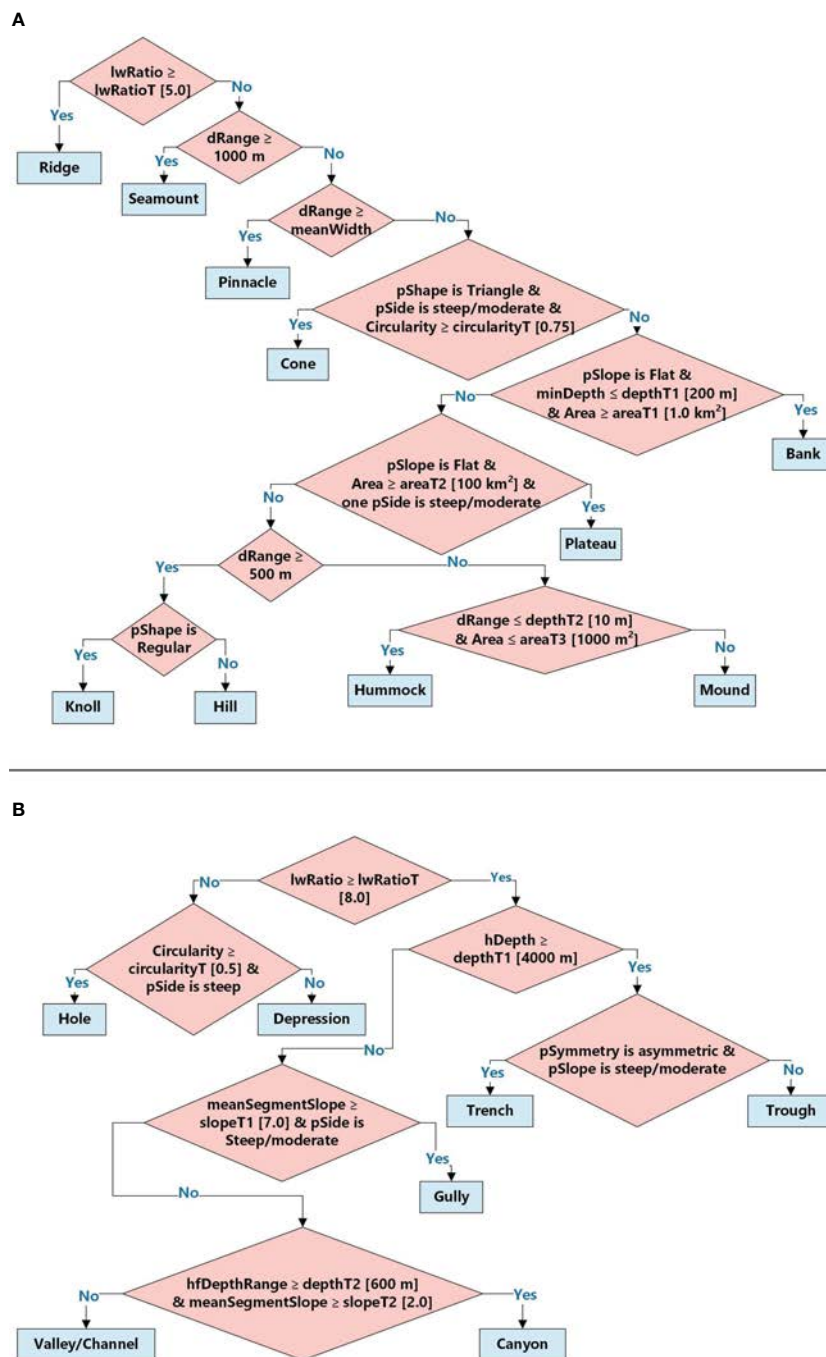 A
lwRatio ≥
lwRatioT [5.0]
No
Yes
Ridge
dRange ≥
1000 m
Yes
No
Seamount
dRange ≥
meanWidth
No
Yes
Pinnacle
pShape is Triangle &
pSide is steep/moderate &
Circularity ≥ circularityT [0.75]
Yes
No
Cone
pSlope is Flat &
minDepth ≤ depthT1 [200 m]
& Area ≥ areaT1 [1.0 km²]
No
Yes
Bank
pSlope is Flat &
Area ≥ areaT2 [100 km²] &
one pSide is steep/moderate
No
Yes
Plateau
dRange ≥
500 m
Yes
No
pShape is
Regular
Yes
No
Knoll
Hill
dRange ≤ depthT2 [10 m]
& Area ≤ areaT3 [1000 m²]
Yes
No
Hummock
Mound
B
lwRatio ≥ lwRatioT
[8.0]
No
Yes
Circularity ≥
circularityT [0.5] &
pSide is steep
Yes
No
Hole
Depression
hDepth ≥
depthT1 [4000 m]
Yes
No
pSymmetry is asymmetric &
pSlope is steep/moderate
Yes
No
Trench
Trough
meanSegmentSlope ≥
slopeT1 [7.0] & pSide is
Steep/moderate
Yes
Gully
No
hfDepthRange ≥ depthT2 [600 m]
& meanSegmentSlope ≥ slopeT2 [2.0]
No
Yes
Valley/Channel
Canyon